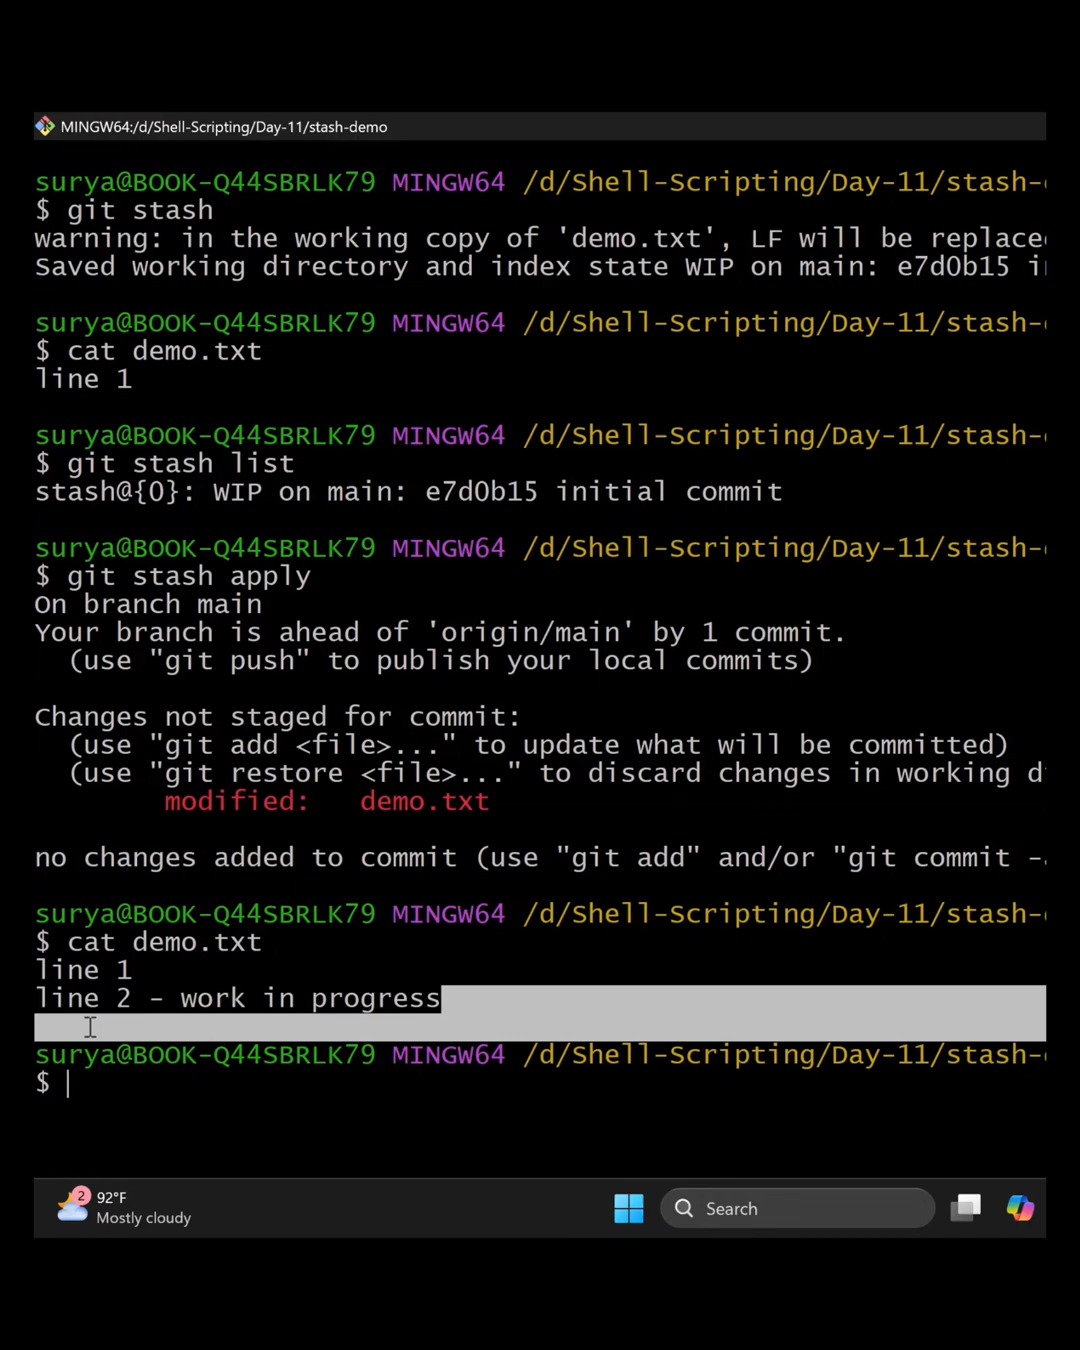 MINGW64:/d/Shell-Scripting/Day-11/stash-demo
surya@BOOK-Q44SBRLK79 MINGW64 /d/Shell-Scripting/Day-11/stash-
$ git stash
warning: in the working copy of 'demo.txt', LF will be replace
Saved working directory and index state WIP on main: e7d0b15 i
surya@BOOK-Q44SBRLK79 MINGW64 /d/Shell-Scripting/Day-11/stash-
$ cat demo.txt
line 1
surya@BOOK-Q44SBRLK79 MINGW64 /d/Shell-Scripting/Day-11/stash-
$ git stash list
stash@{0}: WIP on main: e7d0b15 initial commit
surya@BOOK-Q44SBRLK79 MINGW64 /d/Shell-Scripting/Day-11/stash-
$ git stash apply
On branch main
Your branch is ahead of 'origin/main' by 1 commit.
(use "git push" to publish your local commits)
Changes not staged for commit:
(use "git add <file>..." to update what will be committed)
(use "git restore <file>..." to discard changes in working d
modified: demo.txt
no changes added to commit (use "git add" and/or "git commit -
surya@BOOK-Q44SBRLK79 MINGW64 /d/Shell-Scripting/Day-11/stash-
$ cat demo.txt
line 1
line 2 - work in progress
surya@BOOK-Q44SBRLK79 MINGW64 /d/Shell-Scripting/Day-11/stash-
$
2
92°F
Mostly cloudy
Search